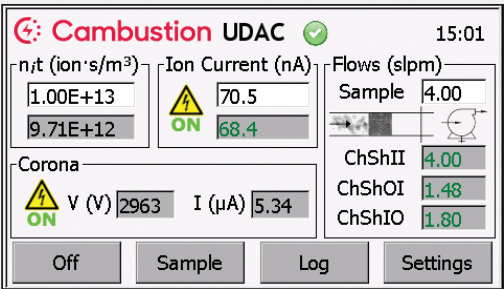 Cambustion UDAC 15:01
nᵢt (ion·s/m³)
1.00E+13
9.71E+12
Ion Current (nA)
70.5
ON 68.4
Flows (slpm)
Sample 4.00
ChShII 4.00
ChShOI 1.48
ChShIO 1.80
Corona
ON V (V) 2963 I (µA) 5.34
Off Sample Log Settings